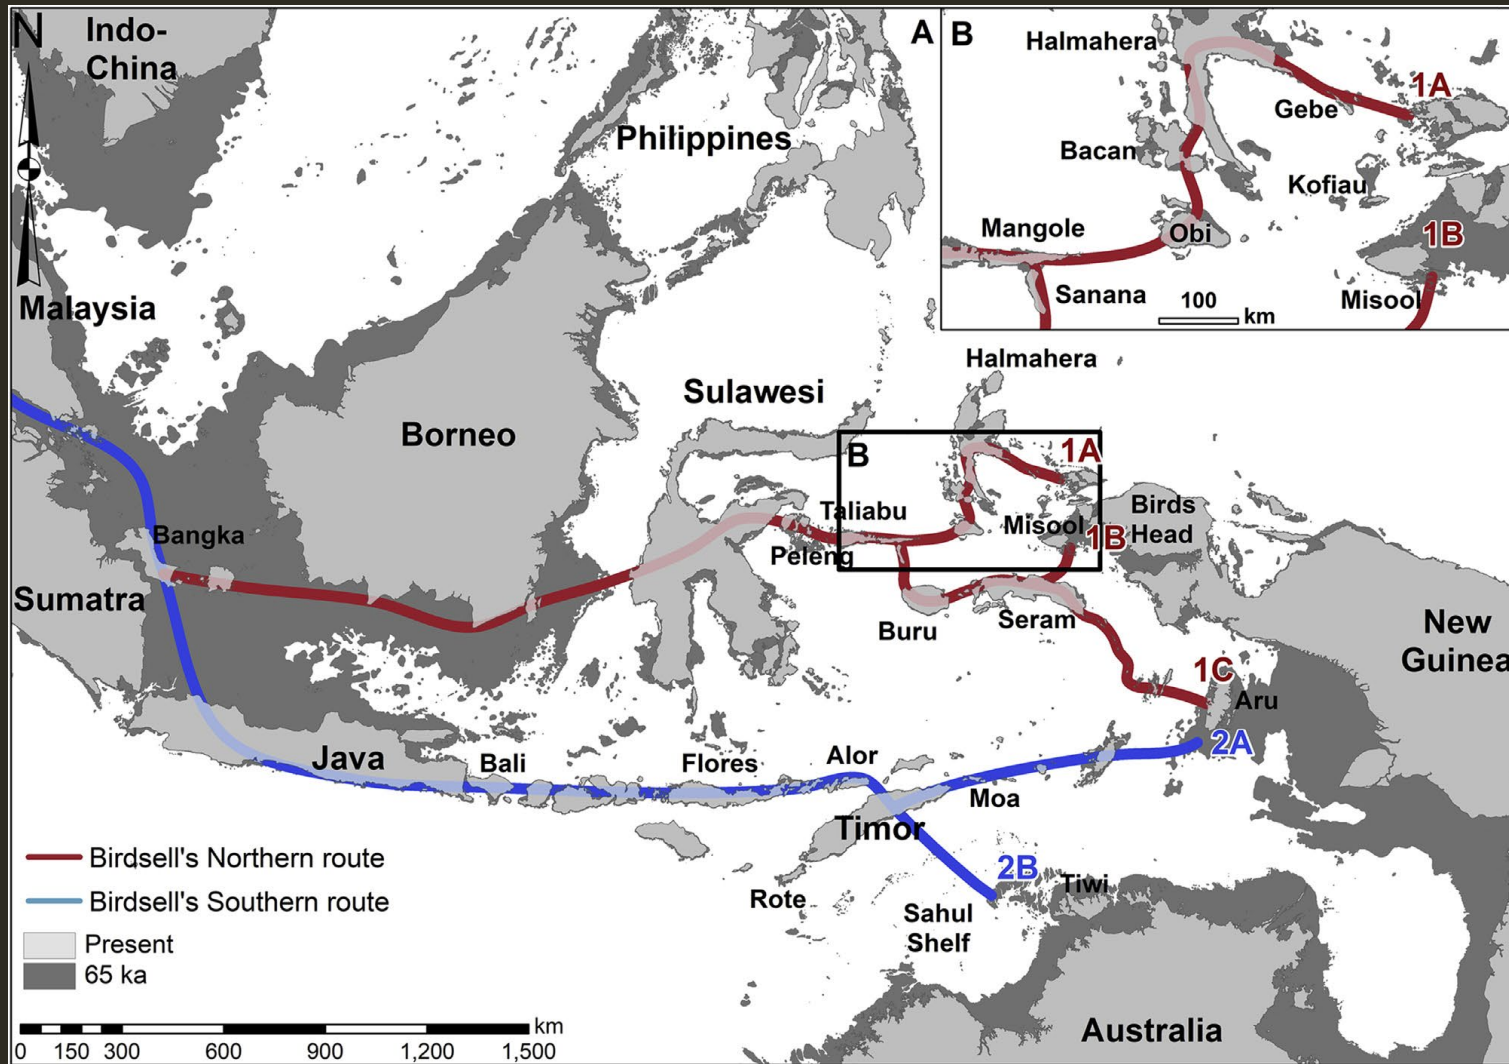 N
Indo-
China
A
B
Halmahera
1A
Gebe
Philippines
Bacan
Kofiau
Mangole
Obi
1B
Sanana
100
km
Misool
Malaysia
Halmahera
Sulawesi
Borneo
B
1A
Taliabu
Misool
Birds
Head
1B
Bangka
Peleng
Sumatra
Buru
Seram
New
Guinea
1C
Aru
2A
Java
Bali
Flores
Alor
Moa
Timor
Birdsell's Northern route
2B
Tiwi
Birdsell's Southern route
Rote
Sahul
Shelf
Present
65 ka
km
0 150 300 600 900 1,200 1,500
Australia